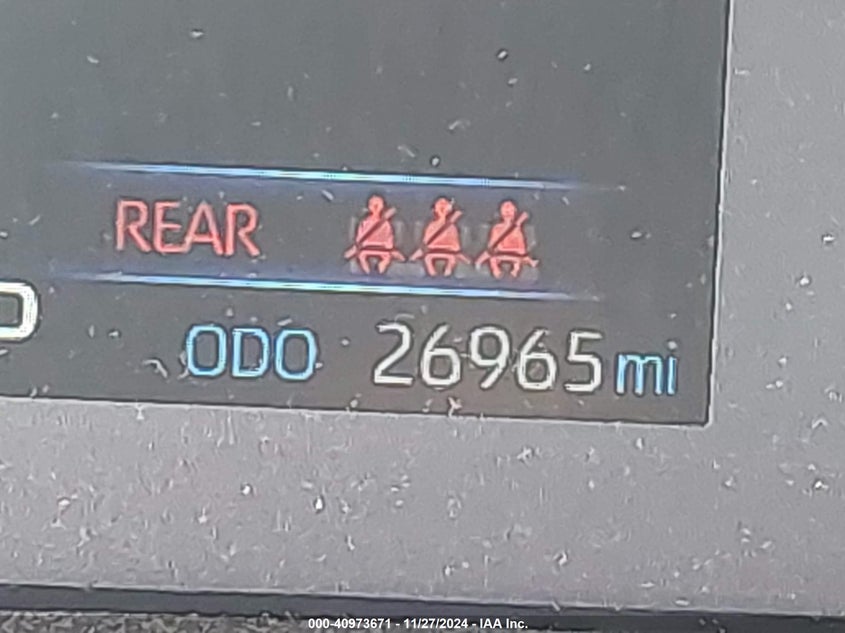 REAR
ODO 26965 mi
000-40973671 - 11/27/2024 - IAA Inc.